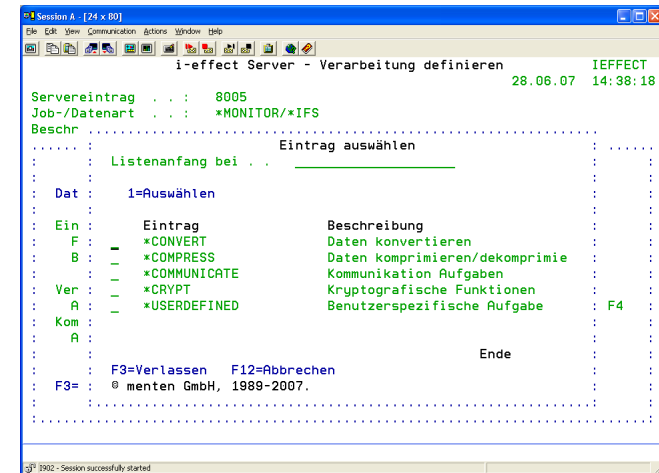 Session A - [24 x 80]
File Edit View Communication Actions Window Help
i-effect Server - Verarbeitung definieren IEFFECT
28.06.07 14:38:18
Servereintrag . . : 8005
Job-/Datenart . . : *MONITOR/*IFS
Beschr ................................................................
...... : Eintrag auswählen : ......
: : Listenanfang bei . . : :
: : : :
: Dat : 1=Auswählen : :
: : : :
: Ein : Eintrag Beschreibung : :
: F : _ *CONVERT Daten konvertieren : :
: B : _ *COMPRESS Daten komprimieren/dekomprimie : :
: : _ *COMMUNICATE Kommunikation Aufgaben : :
: Ver : _ *CRYPT Kryptografische Funktionen : :
: A : _ *USERDEFINED Benutzerspezifische Aufgabe : F4 :
: Kom : : :
: A : : :
: : Ende : :
: : F3=Verlassen F12=Abbrechen : :
: F3= : © menten GmbH, 1989-2007. : :
: :..............................................................: :
:.............................................................................:
I902 - Session successfully started